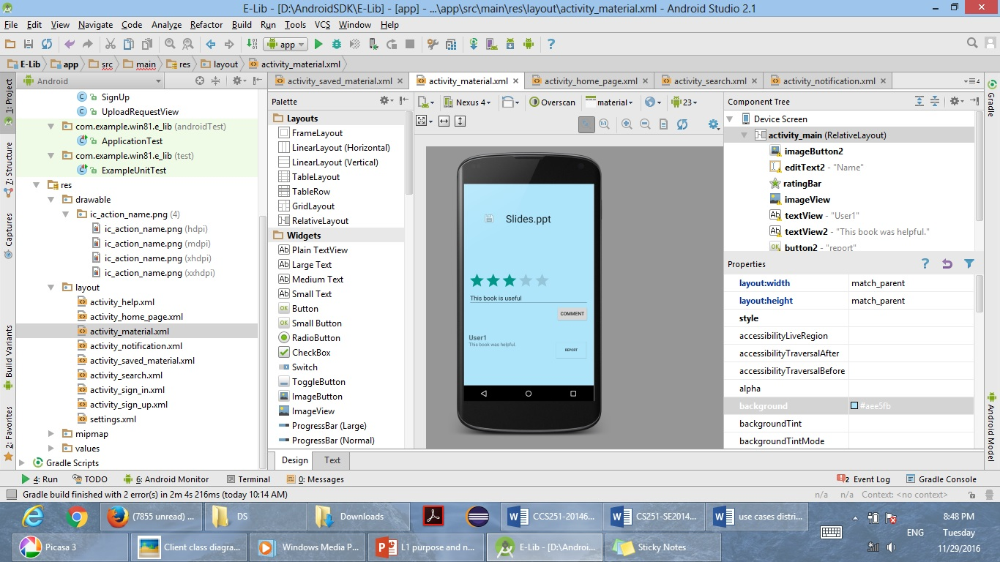 E-Lib - [D:\AndroidSDK\E-Lib] - [app] - ...\app\src\main\res\layout\activity_material.xml - Android Studio 2.1
File Edit View Navigate Code Analyze Refactor Build Run Tools VCS Window Help
app
E-Lib app src main res layout activity_material.xml
1: Project
7: Structure
Captures
Build Variants
2: Favorites
Android
SignUp
UploadRequestView
com.example.win81.e_lib (androidTest)
ApplicationTest
com.example.win81.e_lib (test)
ExampleUnitTest
res
drawable
ic_action_name.png (4)
ic_action_name.png (hdpi)
ic_action_name.png (mdpi)
ic_action_name.png (xhdpi)
ic_action_name.png (xxhdpi)
layout
activity_help.xml
activity_home_page.xml
activity_material.xml
activity_notification.xml
activity_saved_material.xml
activity_search.xml
activity_sign_in.xml
activity_sign_up.xml
settings.xml
mipmap
values
Gradle Scripts
activity_saved_material.xml activity_material.xml activity_home_page.xml activity_search.xml activity_notification.xml
4
Palette
Layouts
FrameLayout
LinearLayout (Horizontal)
LinearLayout (Vertical)
TableLayout
TableRow
GridLayout
RelativeLayout
Widgets
Plain TextView
Large Text
Medium Text
Small Text
Button
Small Button
RadioButton
CheckBox
Switch
ToggleButton
ImageButton
ImageView
ProgressBar (Large)
ProgressBar (Normal)
Nexus 4 Overscan material 23
Slides.ppt
This book is useful
COMMENT
User1
This book was helpful.
REPORT
Design Text
Component Tree
Device Screen
activity_main (RelativeLayout)
imageButton2
editText2 - "Name"
ratingBar
imageView
textView - "User1"
textView2 - "This book was helpful."
button2 - "report"
Properties
layout:width match_parent
layout:height match_parent
style
accessibilityLiveRegion
accessibilityTraversalAfter
accessibilityTraversalBefore
alpha
background #aee5fb
backgroundTint
backgroundTintMode
Gradle
Android Model
4: Run TODO 6: Android Monitor Terminal 0: Messages 2 Event Log Gradle Console
Gradle build finished with 2 error(s) in 2m 4s 216ms (today 10:14 AM) n/a n/a Context: <no context>
(7855 unread) ... DS Downloads CCS251-20146... CS251-SE2014... use cases distri...
Picasa 3 Client class diagra... Windows Media P... L1 purpose and n... E-Lib - [D:\Androi... Sticky Notes
ENG
8:48 PM
Tuesday
11/29/2016